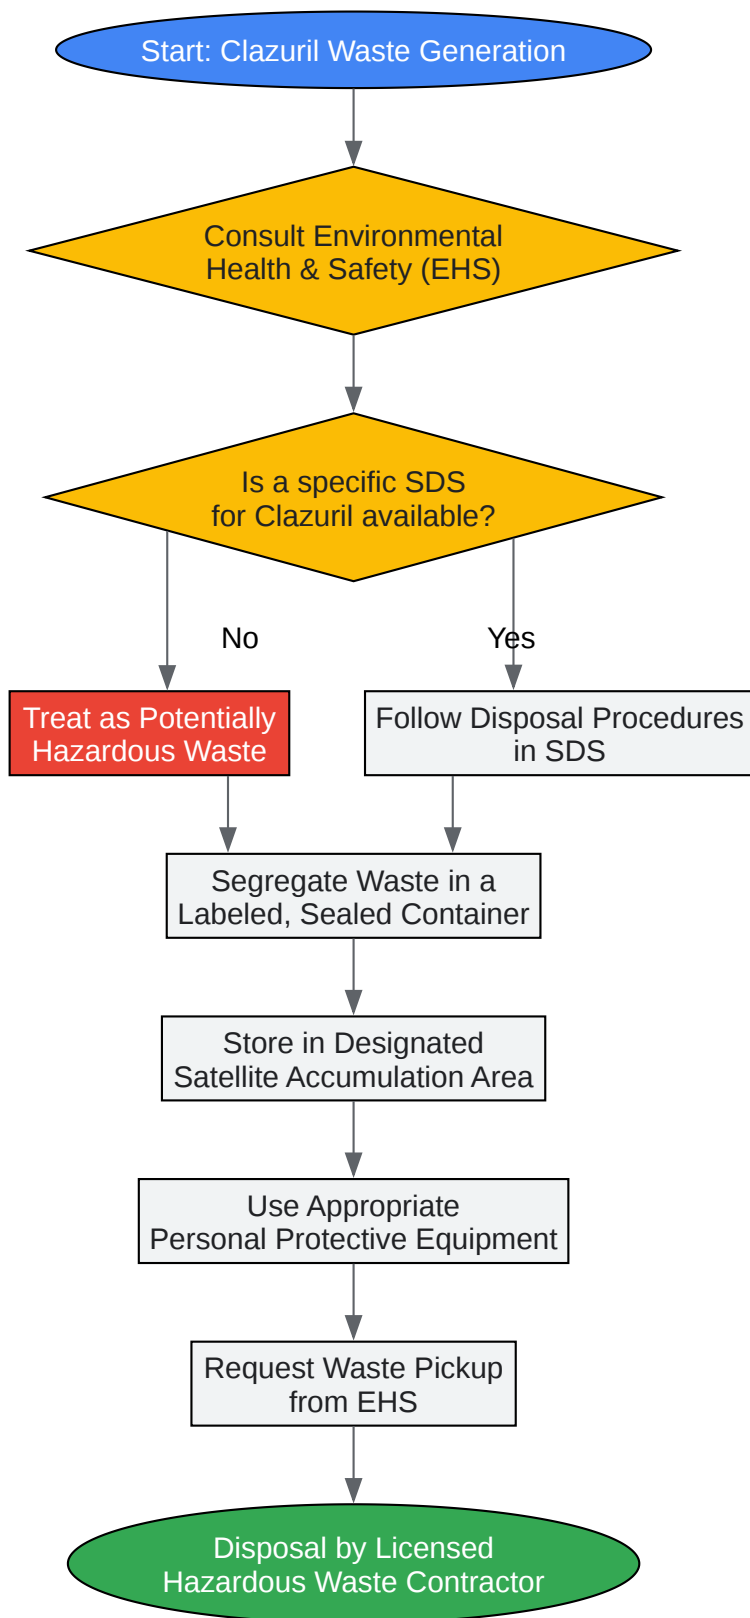 Start: Clazuril Waste Generation
Consult Environmental
Health & Safety (EHS)
Is a specific SDS
for Clazuril available?
No
Yes
Treat as Potentially
Hazardous Waste
Follow Disposal Procedures
in SDS
Segregate Waste in a
Labeled, Sealed Container
Store in Designated
Satellite Accumulation Area
Use Appropriate
Personal Protective Equipment
Request Waste Pickup
from EHS
Disposal by Licensed
Hazardous Waste Contractor